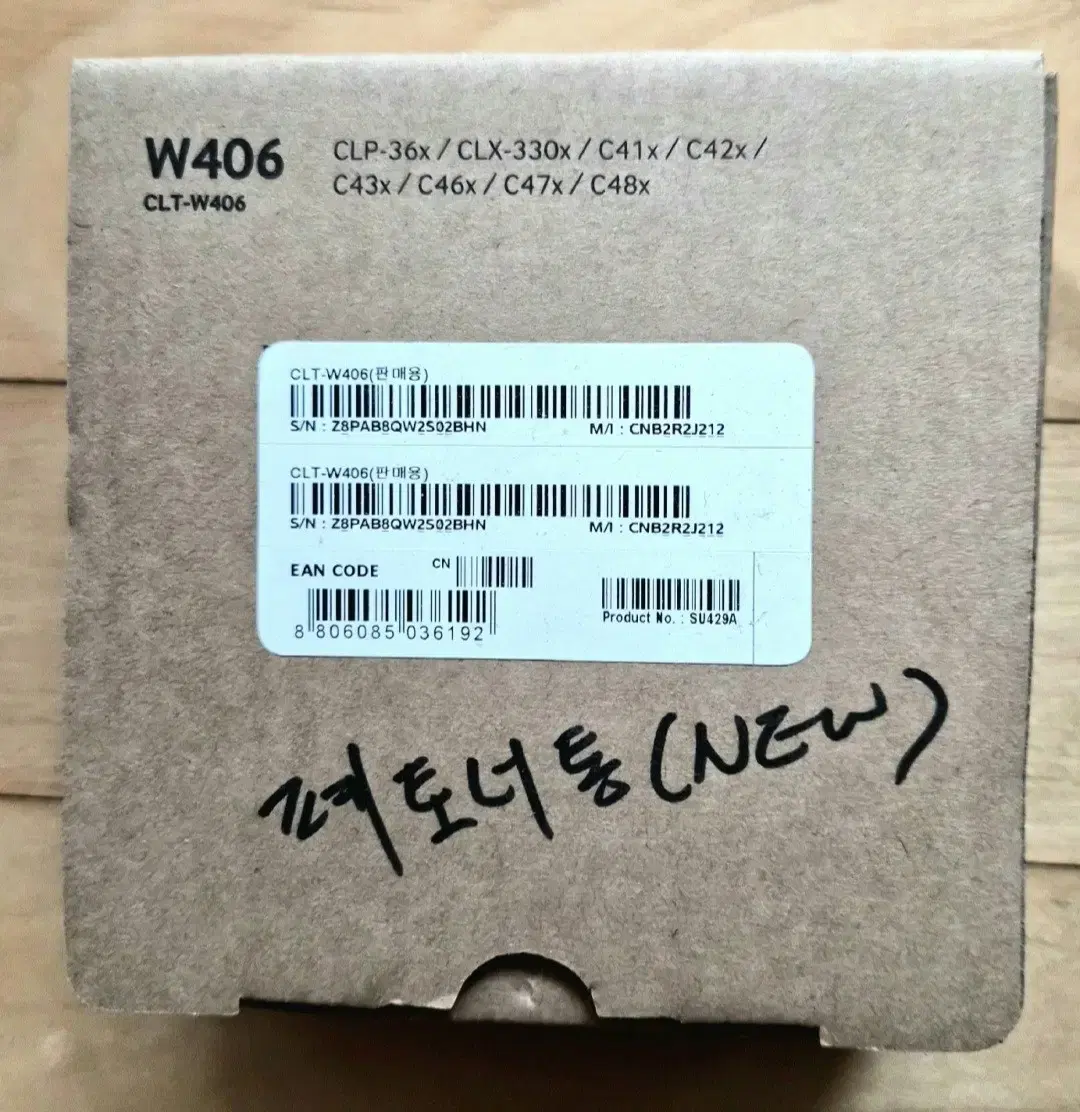 W406
CLT-W406
CLP-36x / CLX-330x / C41x / C42x /
C43x / C46x / C47x / C48x
CLT-W406(판매용)
S/N : Z8PAB8QW2S02BHN M/I : CNB2R2J212
CLT-W406(판매용)
S/N : Z8PAB8QW2S02BHN M/I : CNB2R2J212
EAN CODE CN
Product No. : SU429A
8 806085 036192
폐토너통(NEW)